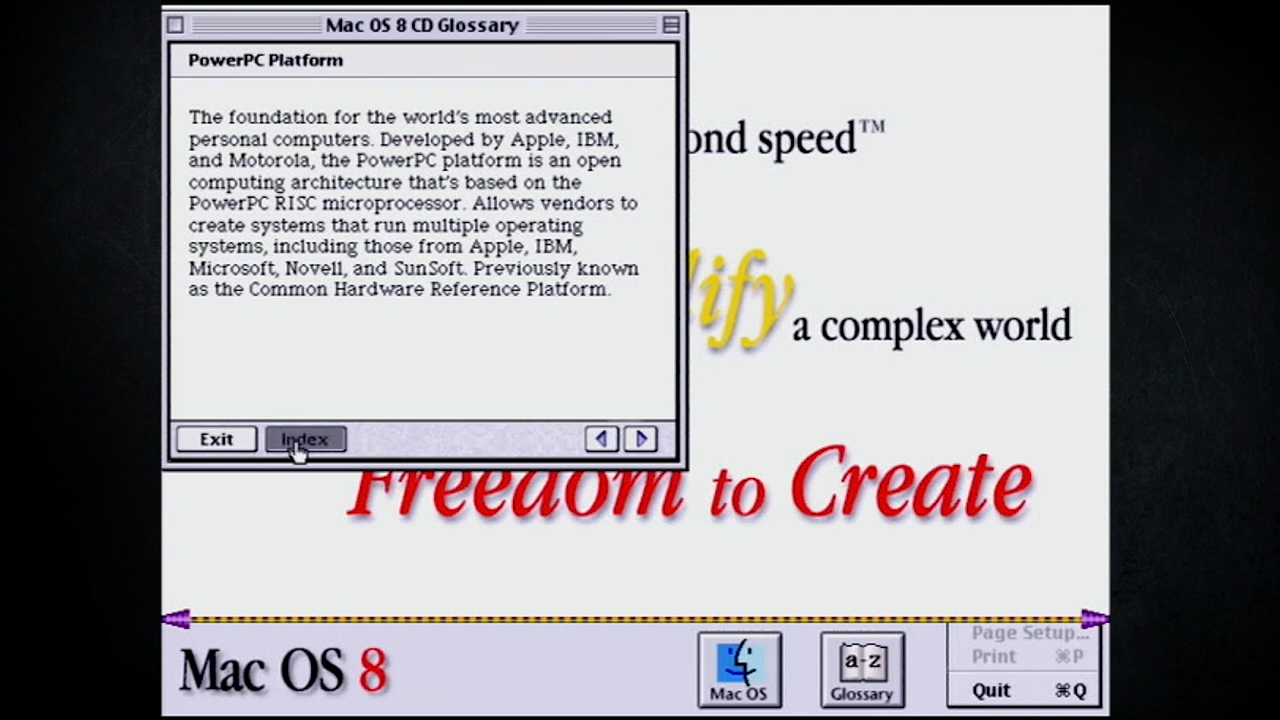 Mac OS 8 CD Glossary
PowerPC Platform
The foundation for the world's most advanced
personal computers. Developed by Apple, IBM,
and Motorola, the PowerPC platform is an open
computing architecture that's based on the
PowerPC RISC microprocessor. Allows vendors to
create systems that run multiple operating
systems, including those from Apple, IBM,
Microsoft, Novell, and SunSoft. Previously known
as the Common Hardware Reference Platform.
Exit Index
ond speed™
lify
a complex world
Freedom to Create
Mac OS 8
Mac OS
a-z
Glossary
Page Setup...
Print ⌘P
Quit ⌘Q